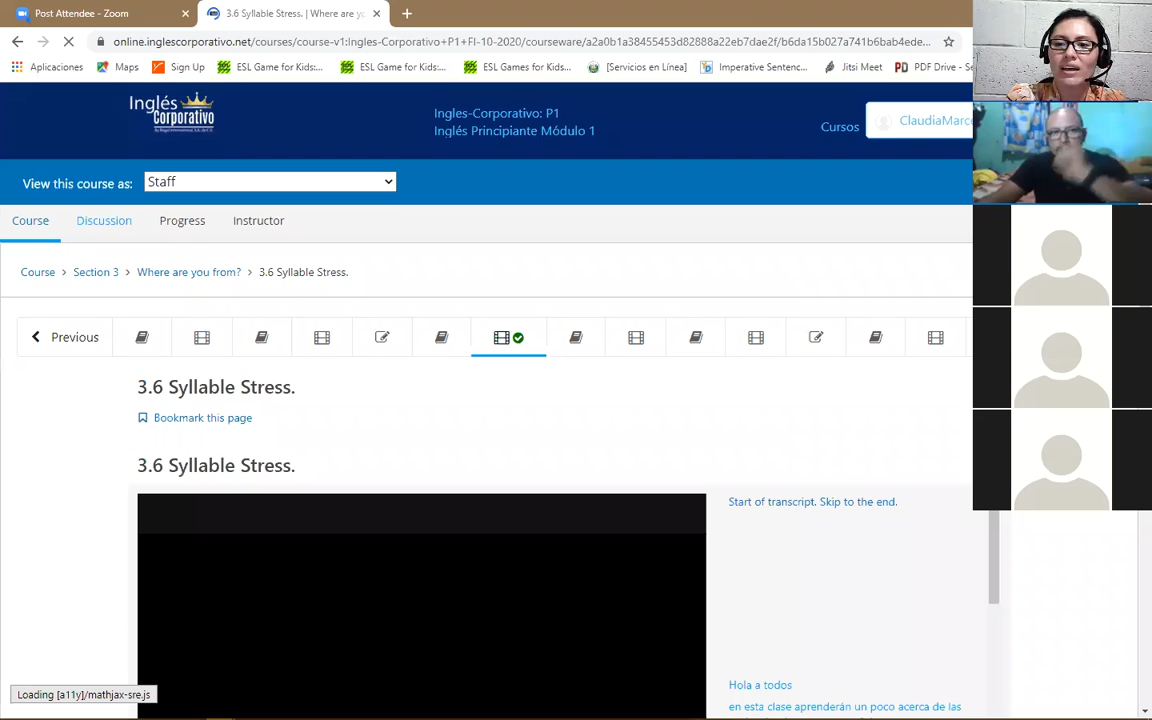 Post Attendee - Zoom
3.6 Syllable Stress. | Where are yo
online.inglescorporativo.net/courses/course-v1:Ingles-Corporativo+P1+FI-10-2020/courseware/a2a0b1a38455453d82888a22eb7dae2f/b6da15b027a741b6bab4ede...
Aplicaciones Maps Sign Up ESL Game for Kids:... ESL Game for Kids:... ESL Games for Kids:... [Servicios en Línea] Imperative Sentenc... Jitsi Meet PDF Drive - Se
Inglés Corporativo
Ingles-Corporativo: P1
Inglés Principiante Módulo 1
Cursos
ClaudiaMarce
View this course as: Staff
Course Discussion Progress Instructor
Course > Section 3 > Where are you from? > 3.6 Syllable Stress.
Previous
3.6 Syllable Stress.
Bookmark this page
3.6 Syllable Stress.
Start of transcript. Skip to the end.
Hola a todos
en esta clase aprenderán un poco acerca de las
Loading [a11y]/mathjax-sre.js